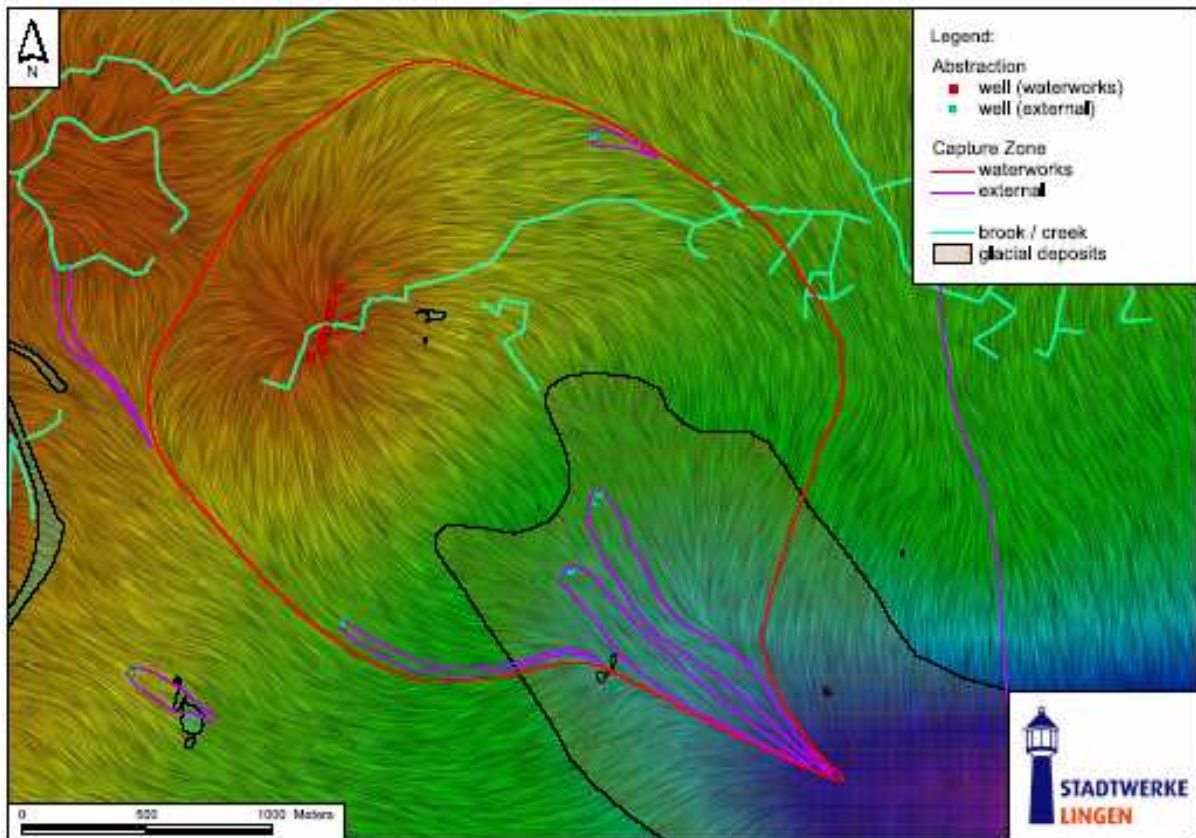 N
Legend:
Abstraction
well (waterworks)
well (external)
Capture Zone
waterworks
external
brook / creek
glacial deposits
0 500 1000 Meters
STADTWERKE
LINGEN